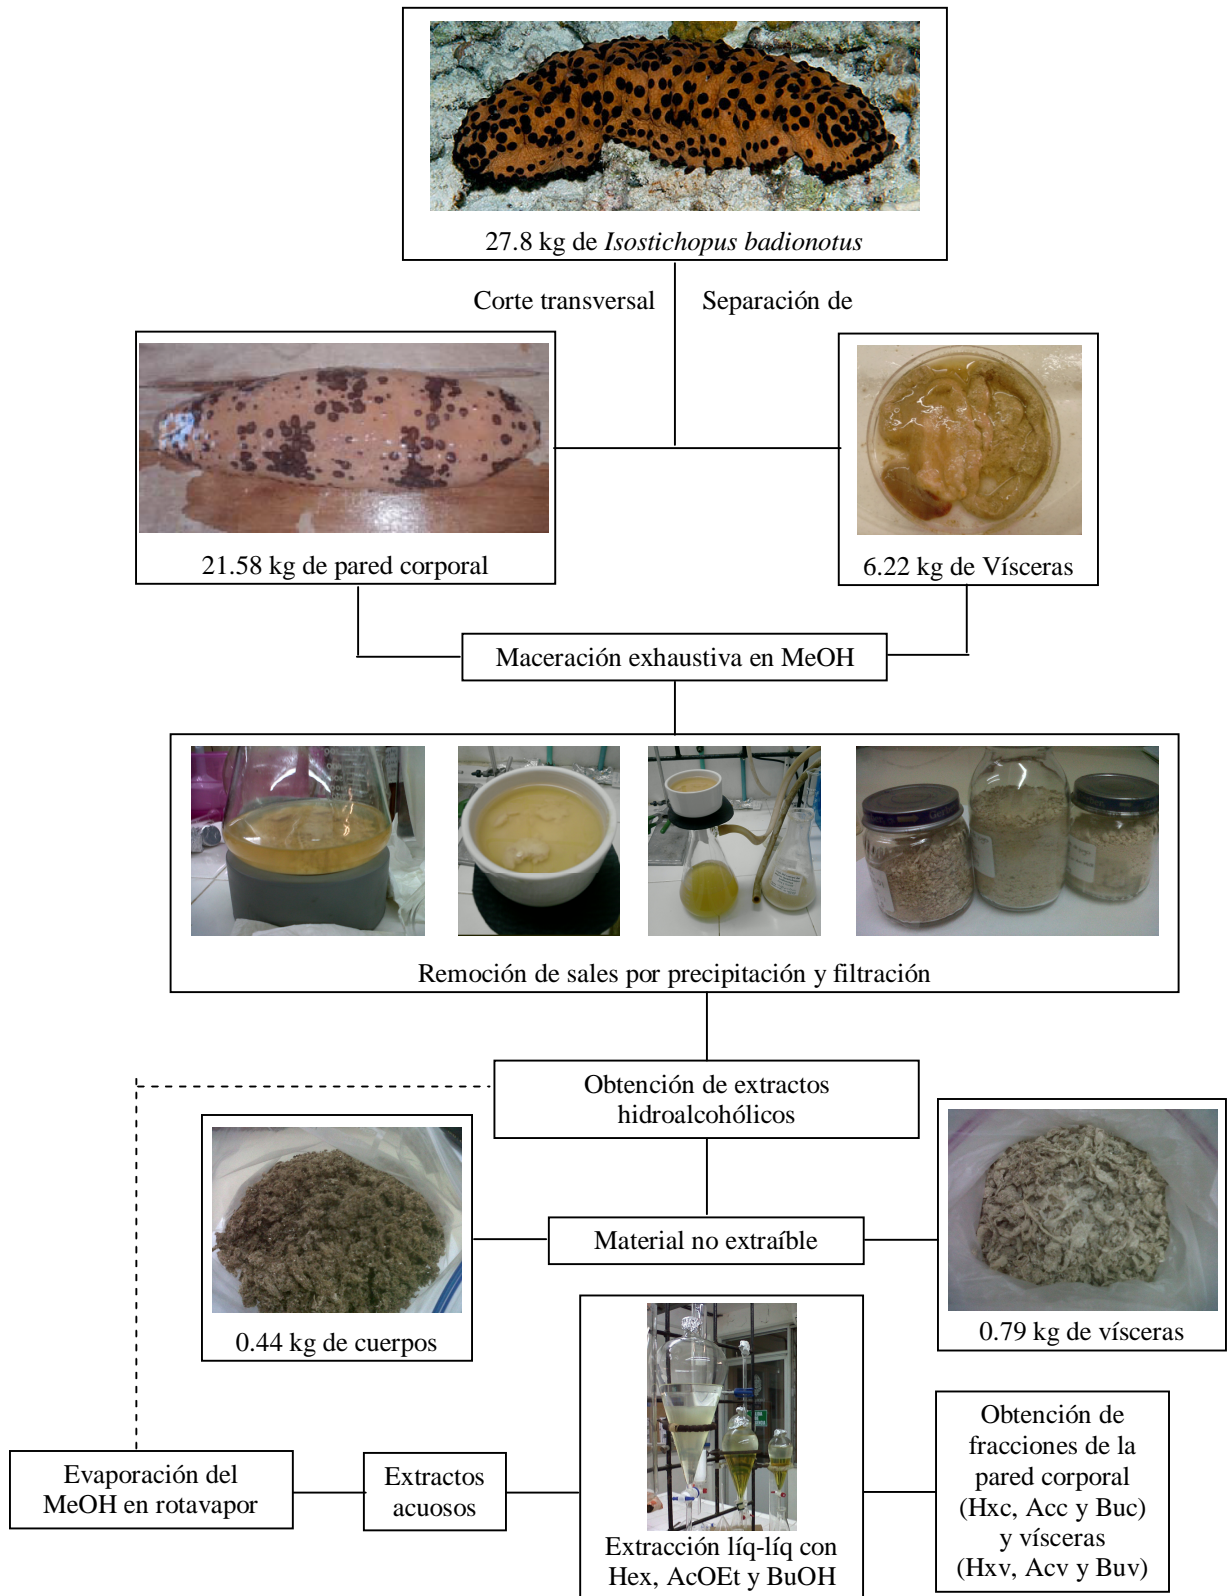 27.8 kg de Isostichopus badionotus
Corte transversal
Separación de
21.58 kg de pared corporal
6.22 kg de Vísceras
Maceración exhaustiva en MeOH
Remoción de sales por precipitación y filtración
Obtención de extractos
hidroalcohólicos
Material no extraíble
0.44 kg de cuerpos
0.79 kg de vísceras
Evaporación del
MeOH en rotavapor
Extractos
acuosos
Extracción líq-líq con
Hex, AcOEt y BuOH
Obtención de
fracciones de la
pared corporal
(Hxc, Acc y Buc)
y vísceras
(Hxv, Acv y Buv)